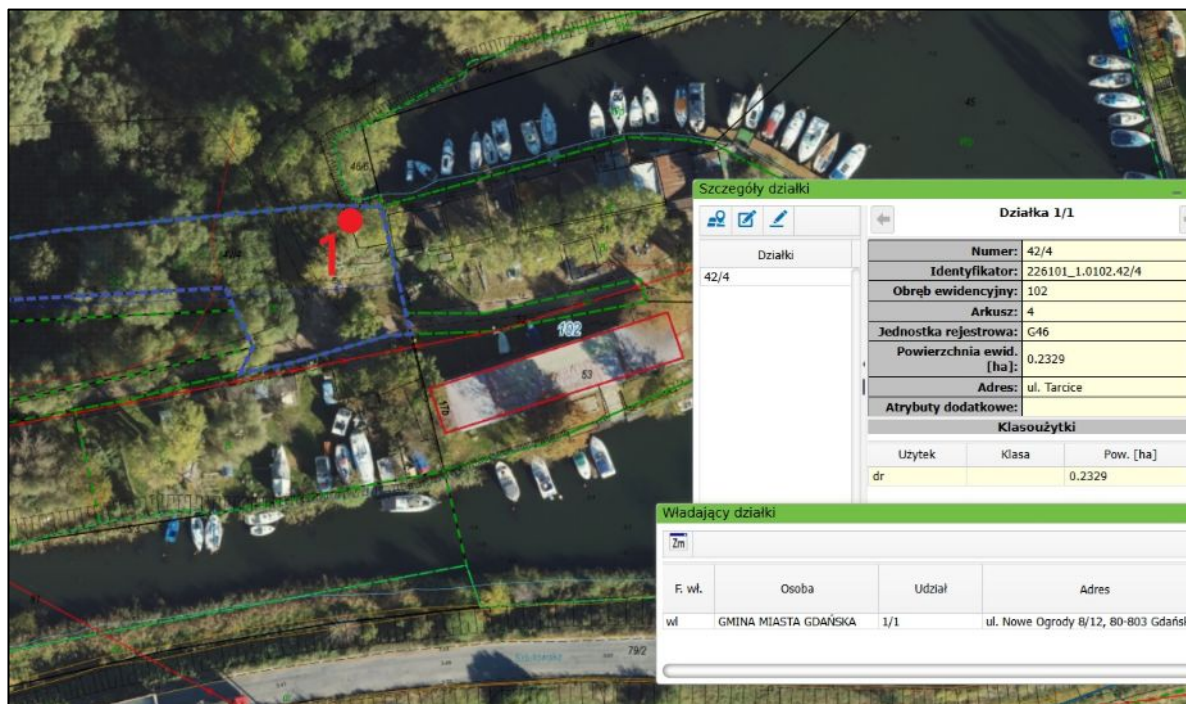 45
1
102
53
17b
79/2
Szczegóły działki
Działka 1/1
Działki
42/4
Numer: 42/4
Identyfikator: 226101_1.0102.42/4
Obręb ewidencyjny: 102
Arkusz: 4
Jednostka rejestrowa: G46
Powierzchnia ewid. [ha]: 0.2329
Adres: ul. Tarcice
Atrybuty dodatkowe:
Klasoużytki
Użytek Klasa Pow. [ha]
dr 0.2329
Władający działki
Zm
F. wł. Osoba Udział Adres
wl GMINA MIASTA GDAŃSKA 1/1 ul. Nowe Ogrody 8/12, 80-803 Gdańsk